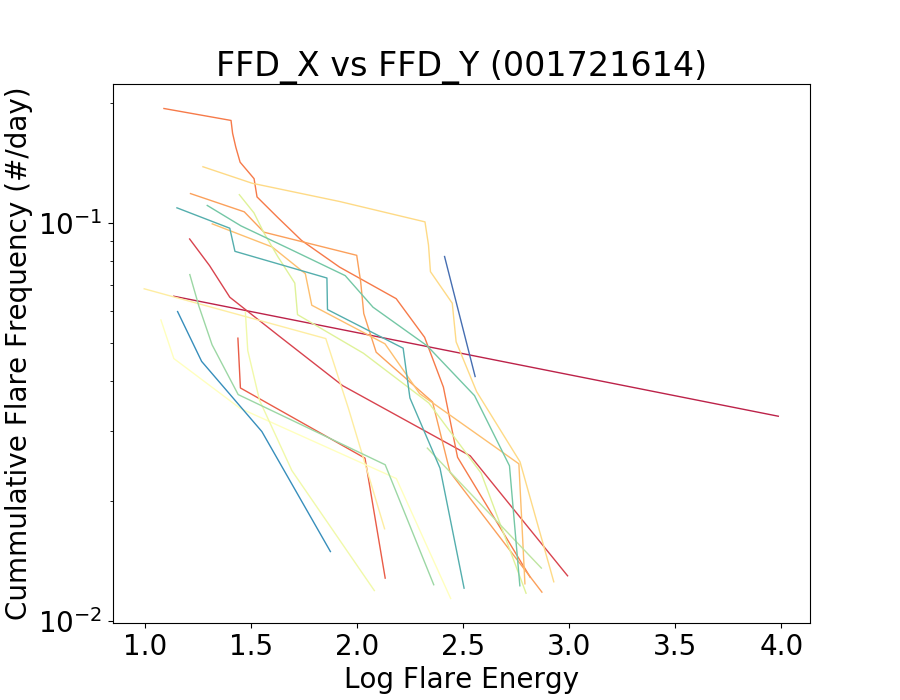 FFD_X vs FFD_Y (001721614)
Cummulative Flare Frequency (#/day)
10⁻¹
10⁻²
1.0 1.5 2.0 2.5 3.0 3.5 4.0
Log Flare Energy